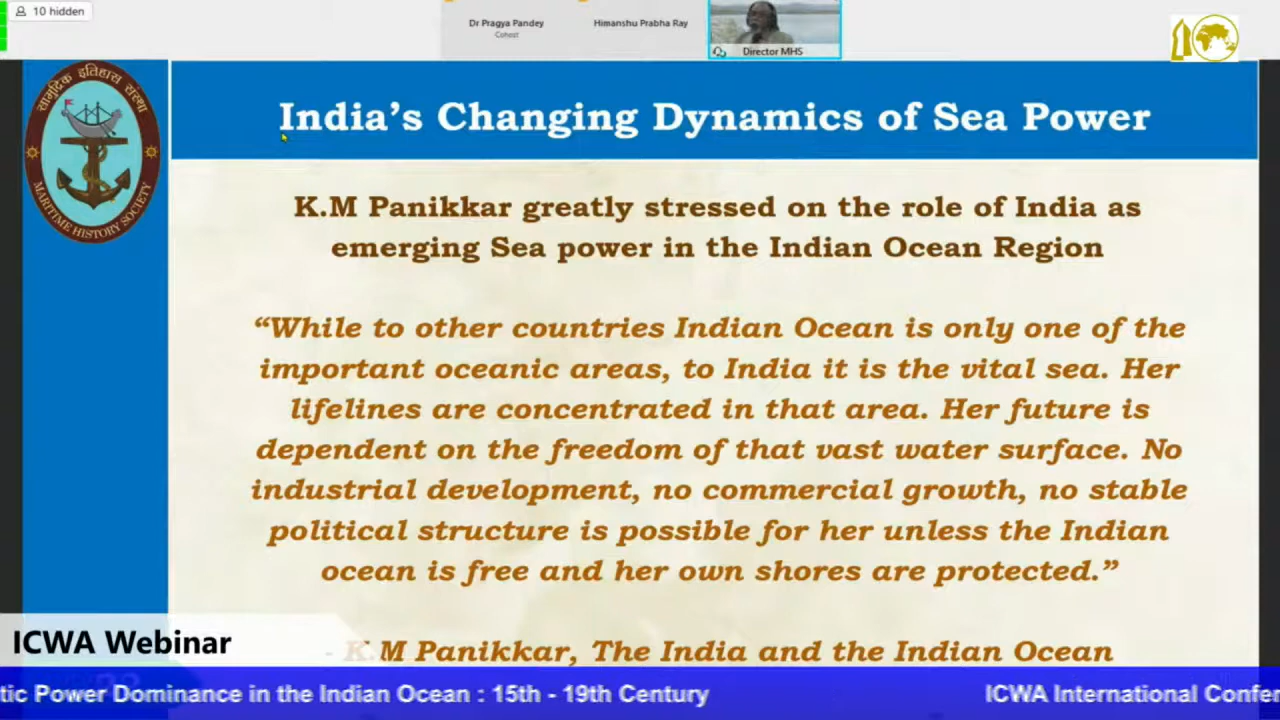 10 hidden
Dr Pragya Pandey
Cohost
Himanshu Prabha Ray
Director MHS
सामुद्रिक इतिहास संस्था
MARITIME HISTORY SOCIETY
India's Changing Dynamics of Sea Power
K.M Panikkar greatly stressed on the role of India as
emerging Sea power in the Indian Ocean Region
“While to other countries Indian Ocean is only one of the
important oceanic areas, to India it is the vital sea. Her
lifelines are concentrated in that area. Her future is
dependent on the freedom of that vast water surface. No
industrial development, no commercial growth, no stable
political structure is possible for her unless the Indian
ocean is free and her own shores are protected.”
- K.M Panikkar, The India and the Indian Ocean
ICWA Webinar
tic Power Dominance in the Indian Ocean : 15th - 19th Century
ICWA International Confer